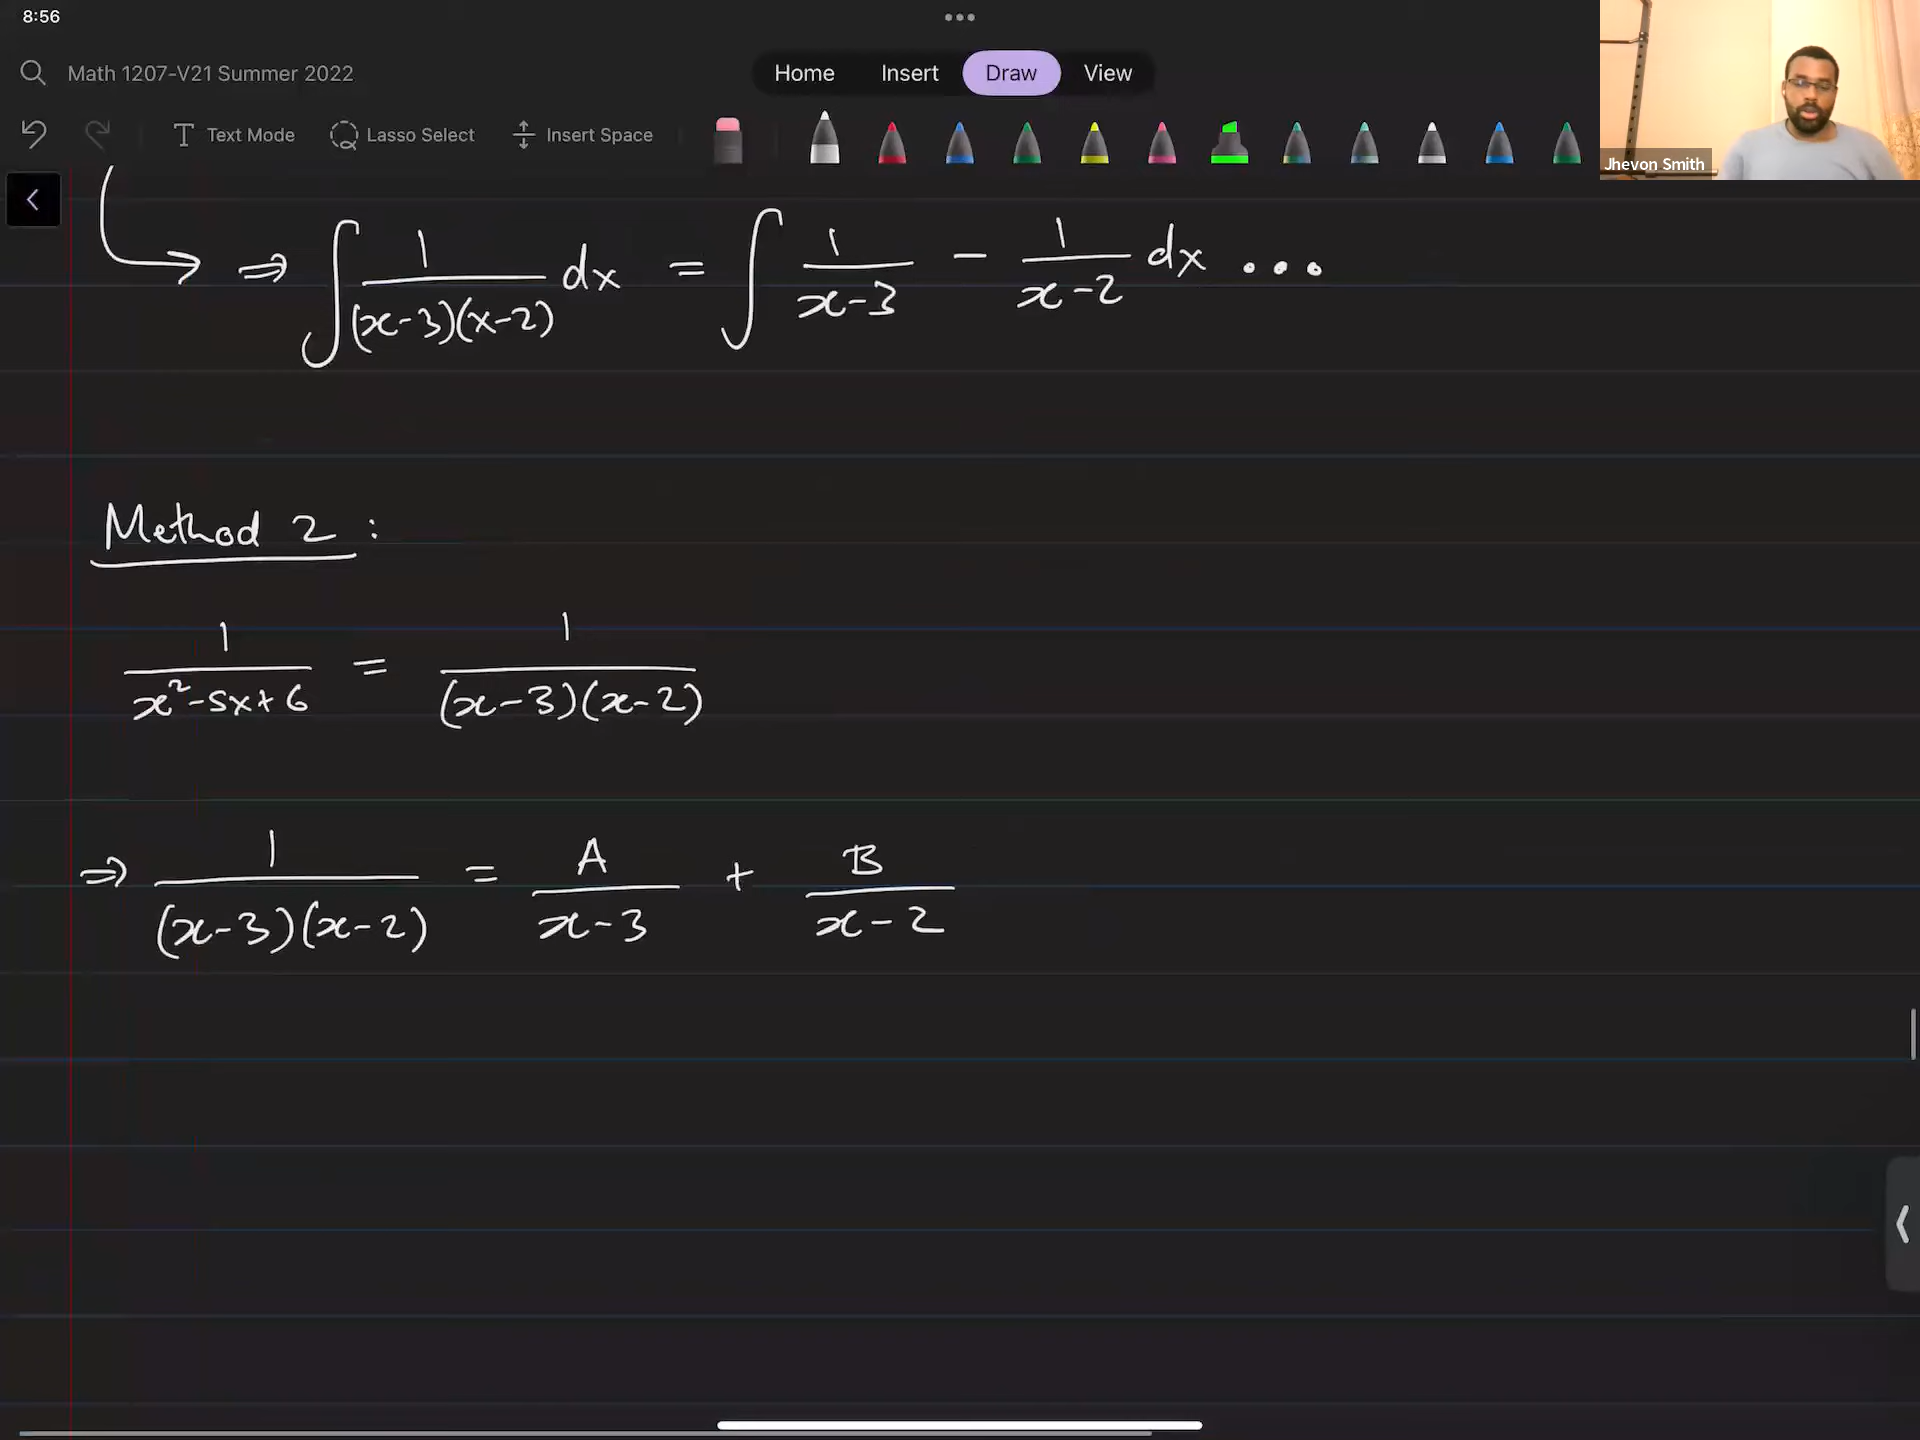 8:56
Math 1207-V21 Summer 2022
Home Insert Draw View
Text Mode Lasso Select Insert Space
Jhevon Smith
⇒ ∫ 1/((x-3)(x-2)) dx = ∫ 1/(x-3) - 1/(x-2) dx ...
Method 2 :
1/(x²-5x+6) = 1/((x-3)(x-2))
⇒ 1/((x-3)(x-2)) = A/(x-3) + B/(x-2)